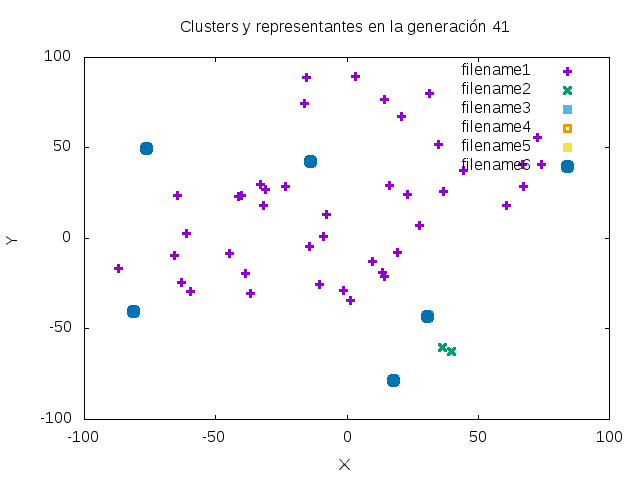 Clusters y representantes en la generación 41
100
50
0
-50
-100
Y
-100
-50
0
50
100
X
filename1
filename2
filename3
filename4
filename5
filename6